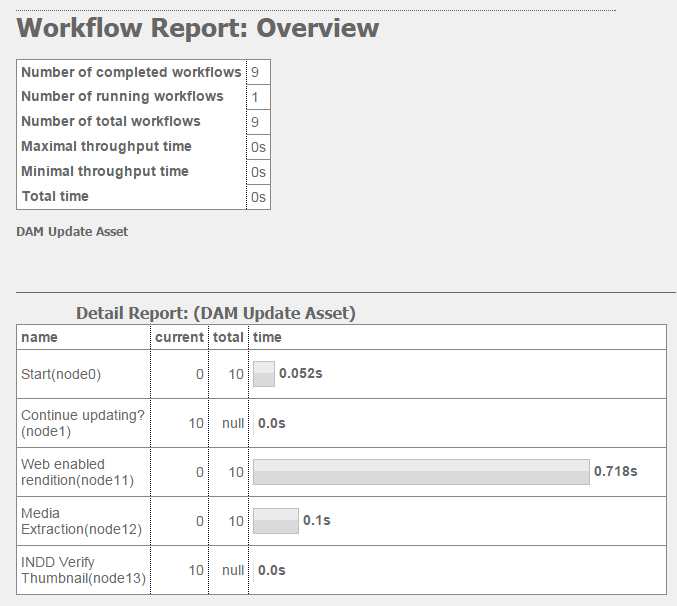 Workflow Report: Overview
Number of completed workflows 9
Number of running workflows 1
Number of total workflows 9
Maximal throughput time 0s
Minimal throughput time 0s
Total time 0s
DAM Update Asset
Detail Report: (DAM Update Asset)
name current total time
Start(node0) 0 10 0.052s
Continue updating?
(node1) 10 null 0.0s
Web enabled
rendition(node11) 0 10 0.718s
Media
Extraction(node12) 0 10 0.1s
INDD Verify
Thumbnail(node13) 10 null 0.0s